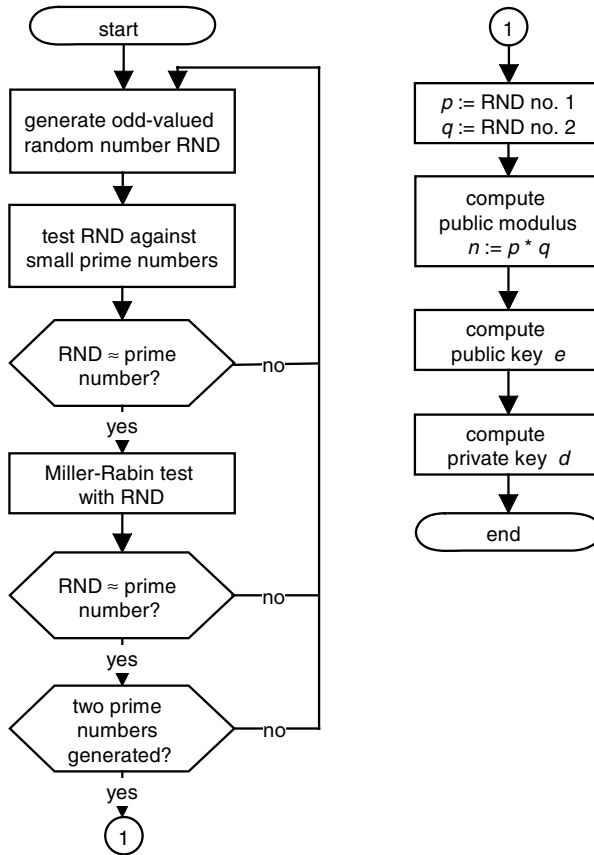 start
generate odd-valued
random number RND
test RND against
small prime numbers
RND ≈ prime
number?
no
yes
Miller-Rabin test
with RND
RND ≈ prime
number?
no
yes
two prime
numbers
generated?
no
yes
1
1
p := RND no. 1
q := RND no. 2
compute
public modulus
n := p * q
compute
public key e
compute
private key d
end